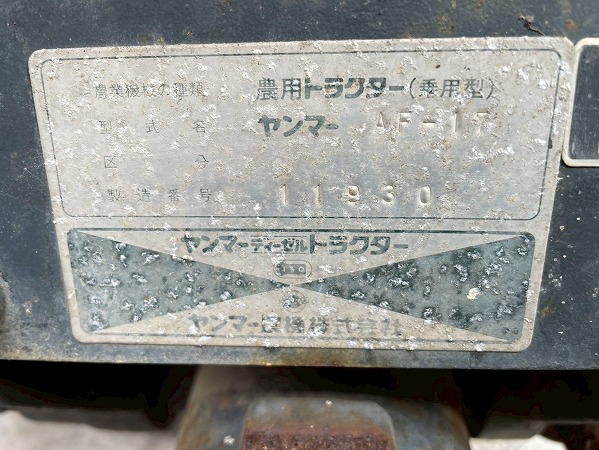 農業機械の種類 農用トラクター(乗用型)
型式名 ヤンマー AF-17
区分
製造番号 11930
ヤンマーディーゼルトラクター
ヤンマー農機株式会社